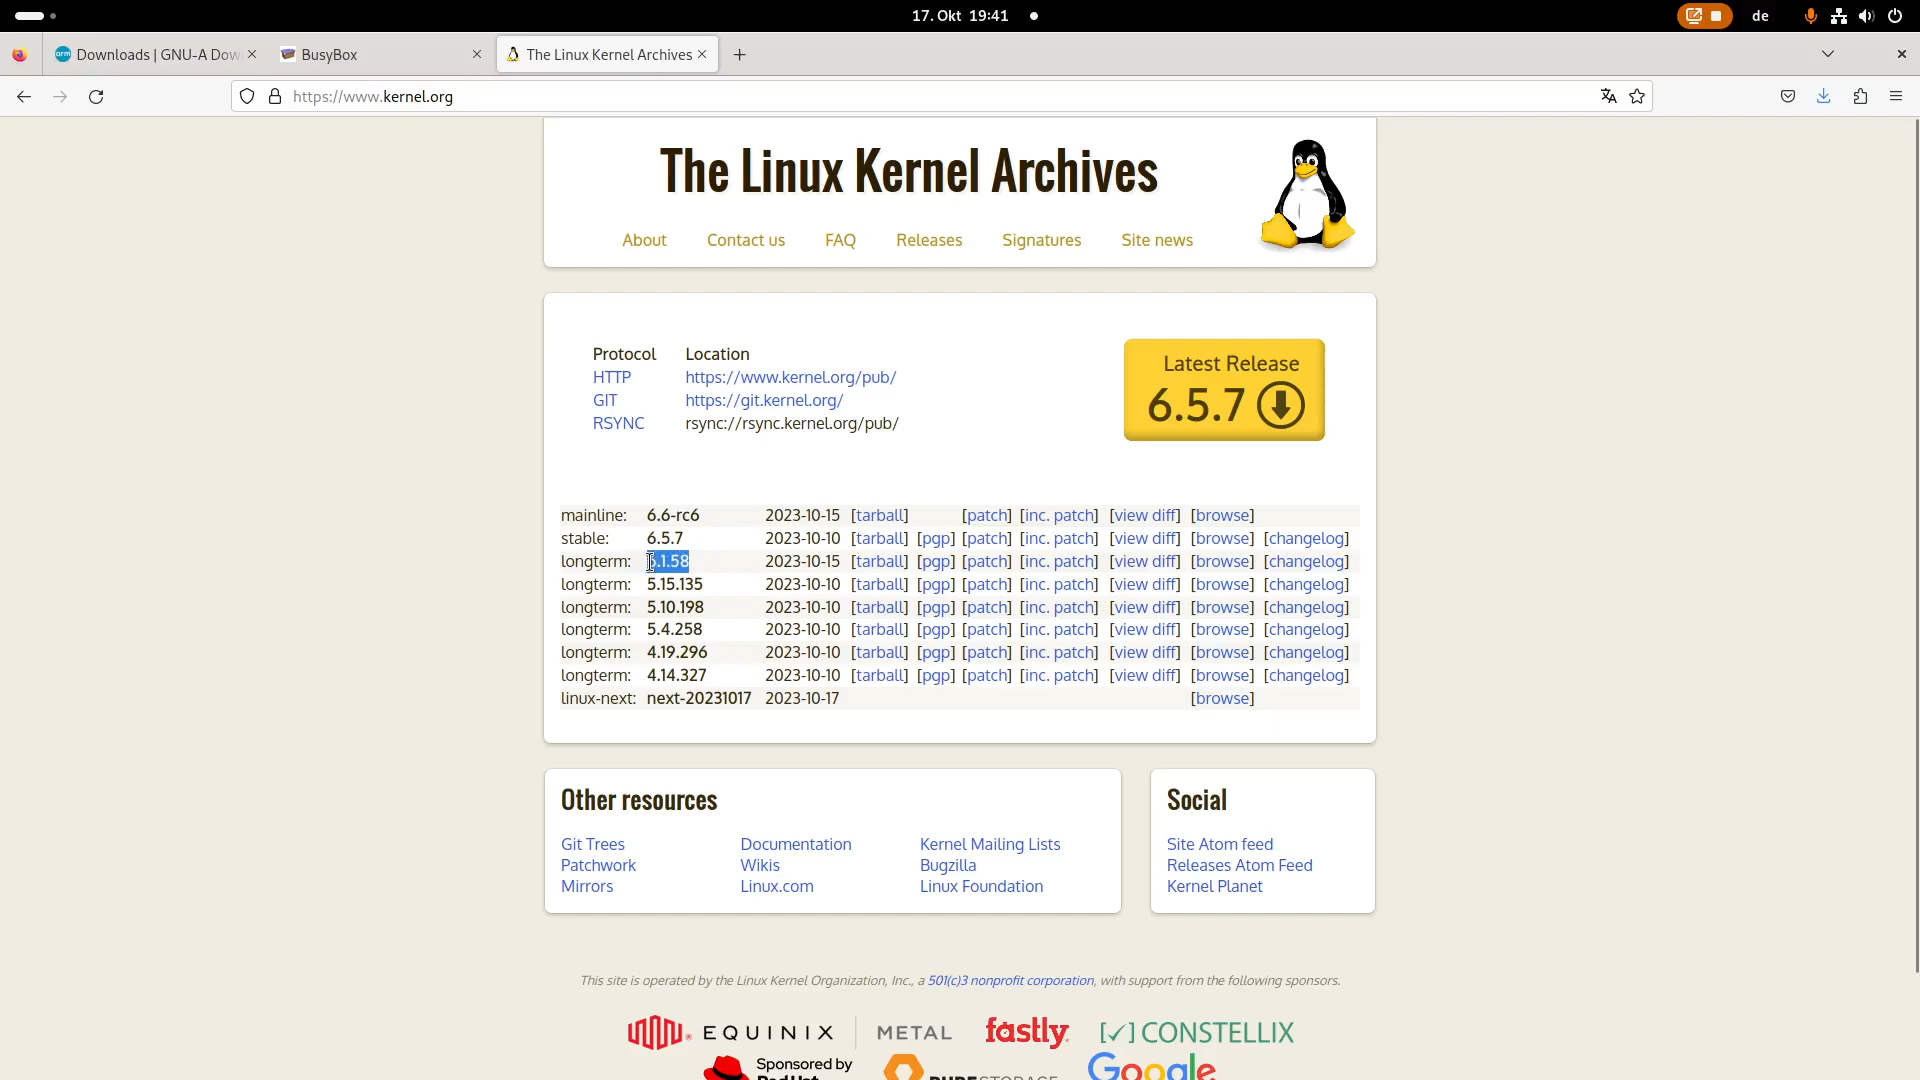 17. Okt 19:41
de
Downloads | GNU-A Dow
BusyBox
The Linux Kernel Archives
https://www.kernel.org
The Linux Kernel Archives
About Contact us FAQ Releases Signatures Site news
Protocol Location
HTTP https://www.kernel.org/pub/
GIT https://git.kernel.org/
RSYNC rsync://rsync.kernel.org/pub/
Latest Release
6.5.7
mainline: 6.6-rc6 2023-10-15 [tarball] [patch] [inc. patch] [view diff] [browse]
stable: 6.5.7 2023-10-10 [tarball] [pgp] [patch] [inc. patch] [view diff] [browse] [changelog]
longterm: 6.1.58 2023-10-15 [tarball] [pgp] [patch] [inc. patch] [view diff] [browse] [changelog]
longterm: 5.15.135 2023-10-10 [tarball] [pgp] [patch] [inc. patch] [view diff] [browse] [changelog]
longterm: 5.10.198 2023-10-10 [tarball] [pgp] [patch] [inc. patch] [view diff] [browse] [changelog]
longterm: 5.4.258 2023-10-10 [tarball] [pgp] [patch] [inc. patch] [view diff] [browse] [changelog]
longterm: 4.19.296 2023-10-10 [tarball] [pgp] [patch] [inc. patch] [view diff] [browse] [changelog]
longterm: 4.14.327 2023-10-10 [tarball] [pgp] [patch] [inc. patch] [view diff] [browse] [changelog]
linux-next: next-20231017 2023-10-17 [browse]
Other resources
Git Trees Documentation Kernel Mailing Lists
Patchwork Wikis Bugzilla
Mirrors Linux.com Linux Foundation
Social
Site Atom feed
Releases Atom Feed
Kernel Planet
This site is operated by the Linux Kernel Organization, Inc., a 501(c)3 nonprofit corporation, with support from the following sponsors.
EQUINIX METAL fastly [✓] CONSTELLIX
Sponsored by
Red Hat PURESTORAGE Google